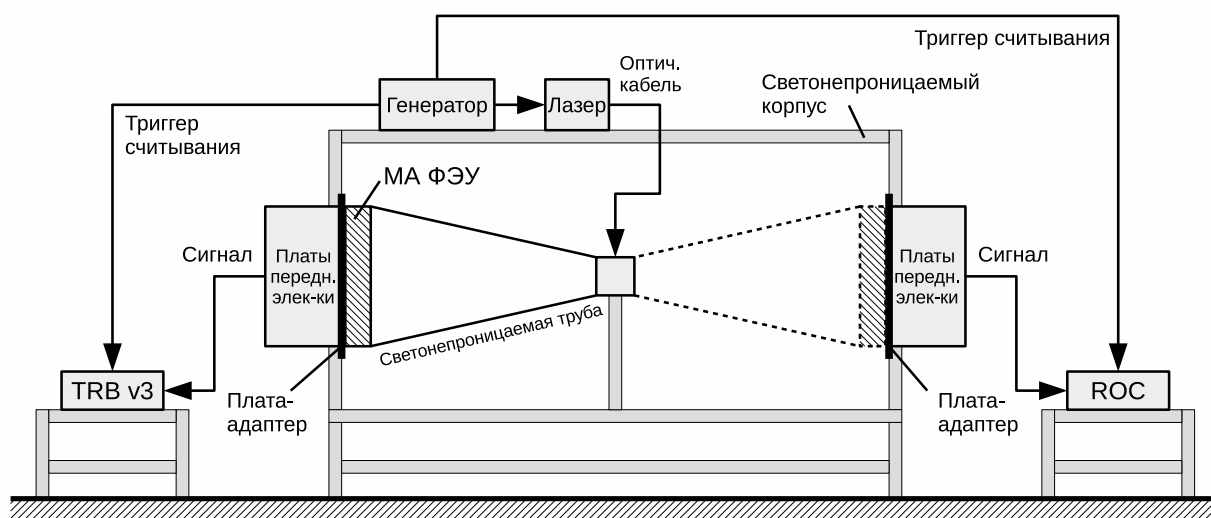 Триггер считывания
Оптич.
кабель
Светонепроницаемый
корпус
Генератор
Лазер
Триггер
считывания
МА ФЭУ
Сигнал
Платы
передн.
элек-ки
Платы
передн.
элек-ки
Сигнал
Светонепроницаемая труба
TRB v3
Плата-
адаптер
Плата-
адаптер
ROC